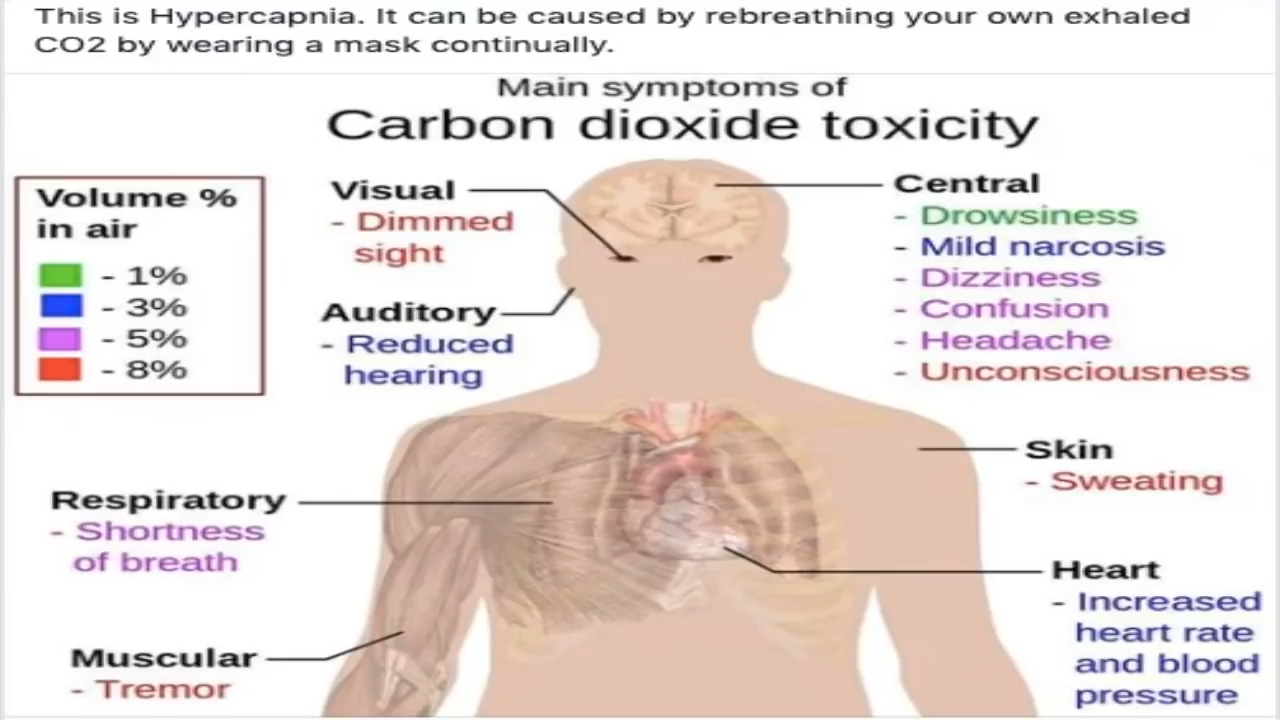 This is Hypercapnia. It can be caused by rebreathing your own exhaled
CO2 by wearing a mask continually.
Main symptoms of
Carbon dioxide toxicity
Volume %
in air
- 1%
- 3%
- 5%
- 8%
Visual
- Dimmed
sight
Auditory
- Reduced
hearing
Central
- Drowsiness
- Mild narcosis
- Dizziness
- Confusion
- Headache
- Unconsciousness
Skin
- Sweating
Respiratory
- Shortness
of breath
Heart
- Increased
heart rate
and blood
pressure
Muscular
- Tremor